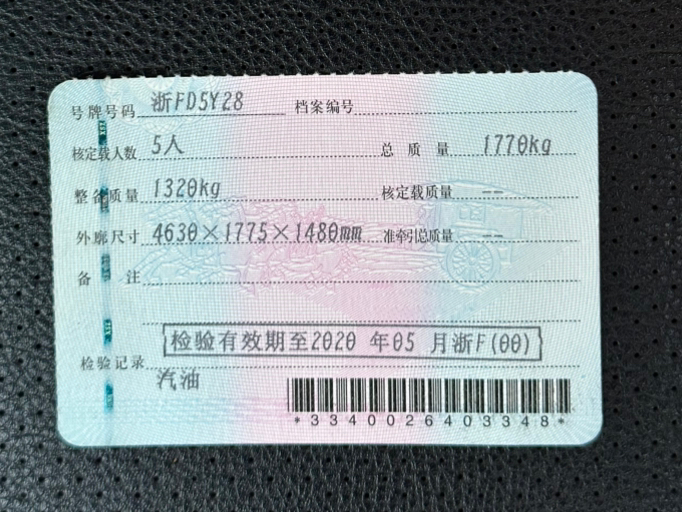 号牌号码 浙FD5Y28 档案编号
核定载人数 5人 总质量 1770kg
整备质量 1320kg 核定载质量 --
外廓尺寸 4630×1775×1480mm 准牵引总质量 --
备注
检验有效期至2020 年05 月浙F(00)
检验记录
汽油
*3340026403348*